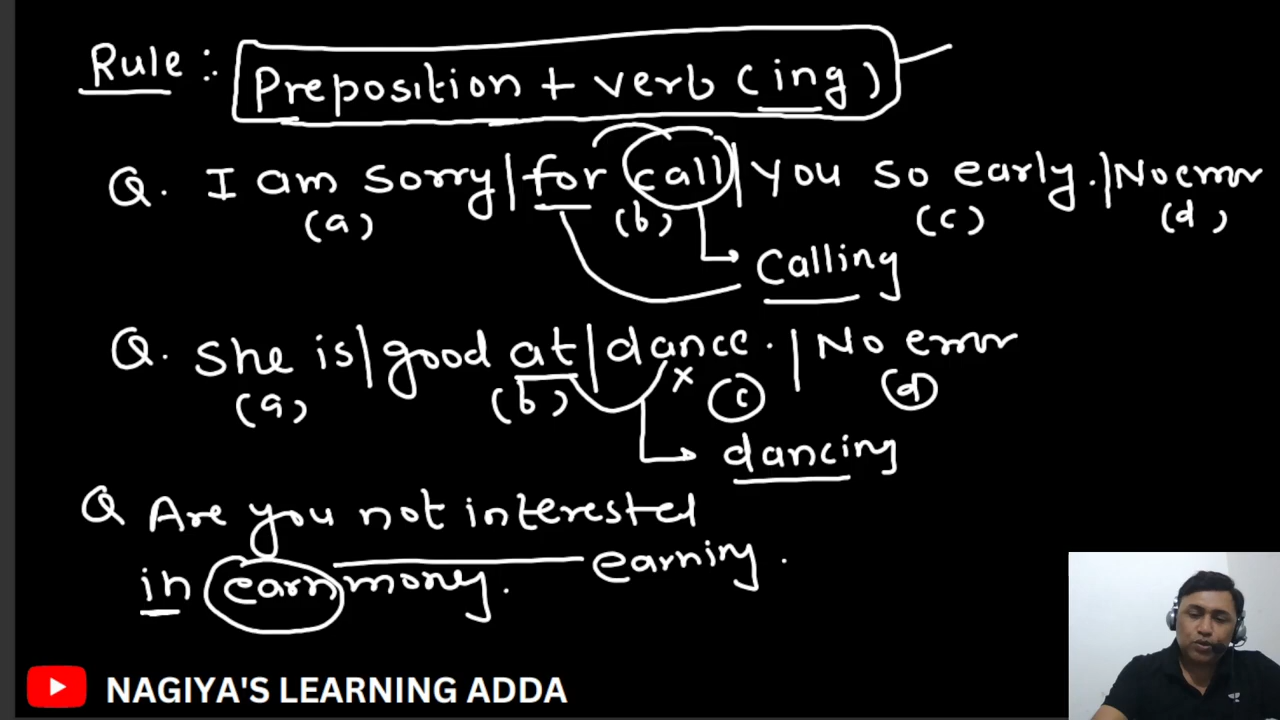 Rule :- Preposition + verb (ing)
Q. I am sorry | for call | you so early. | No error
(a) (b) (c) (d)
Calling
Q. She is | good at | dance. | No error
(a) (b) × (c) (d)
dancing
Q Are you not interested
in earn money. earning.
NAGIYA'S LEARNING ADDA